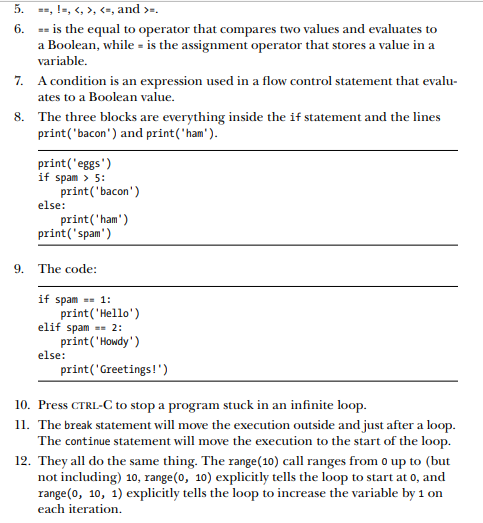 5. ==, !=, <, >, <=, and >=.
6. == is the equal to operator that compares two values and evaluates to
a Boolean, while = is the assignment operator that stores a value in a
variable.
7. A condition is an expression used in a flow control statement that evalu-
ates to a Boolean value.
8. The three blocks are everything inside the if statement and the lines
print('bacon') and print('ham').
print('eggs')
if spam > 5:
    print('bacon')
else:
    print('ham')
print('spam')
9. The code:
if spam == 1:
    print('Hello')
elif spam == 2:
    print('Howdy')
else:
    print('Greetings!')
10. Press CTRL-C to stop a program stuck in an infinite loop.
11. The break statement will move the execution outside and just after a loop.
The continue statement will move the execution to the start of the loop.
12. They all do the same thing. The range(10) call ranges from 0 up to (but
not including) 10, range(0, 10) explicitly tells the loop to start at 0, and
range(0, 10, 1) explicitly tells the loop to increase the variable by 1 on
each iteration.